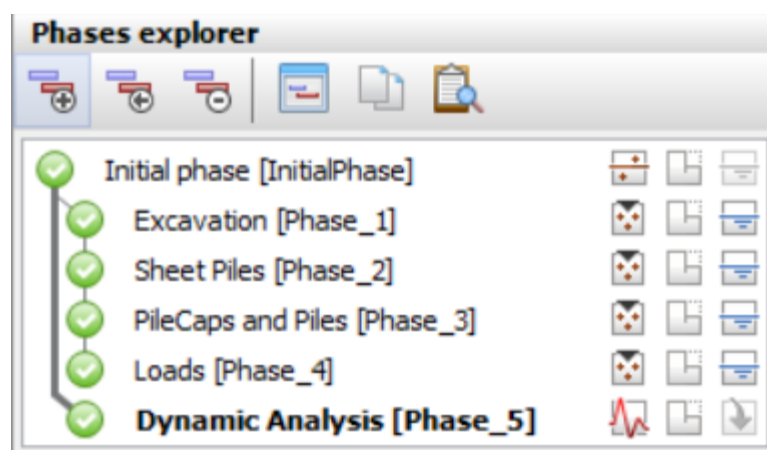 Phases explorer
Initial phase [InitialPhase]
Excavation [Phase_1]
Sheet Piles [Phase_2]
PileCaps and Piles [Phase_3]
Loads [Phase_4]
Dynamic Analysis [Phase_5]